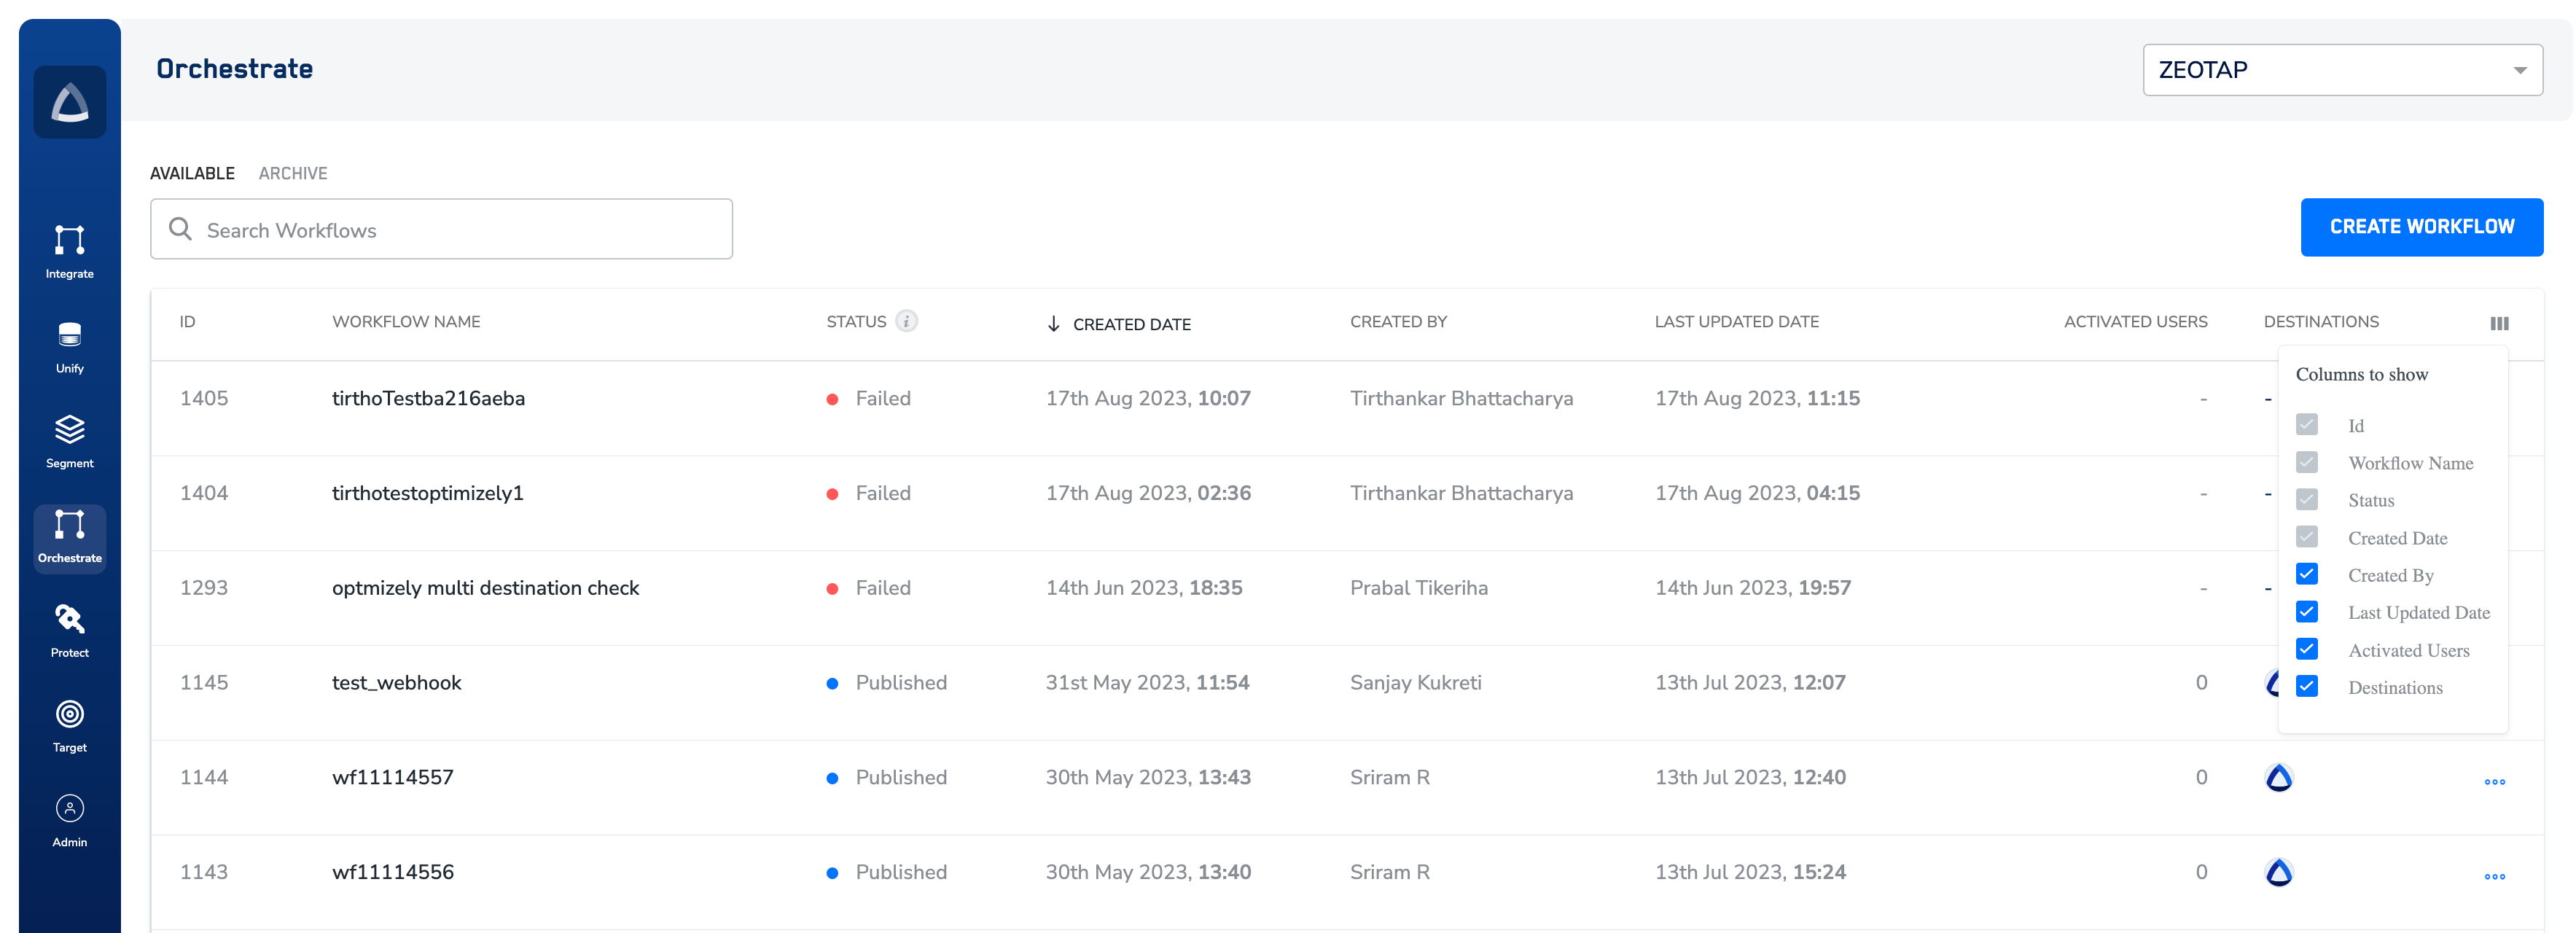 Orchestrate
ZEOTAP
AVAILABLE ARCHIVE
Search Workflows
CREATE WORKFLOW
Integrate
Unify
Segment
Orchestrate
Protect
Target
Admin
ID WORKFLOW NAME STATUS i CREATED DATE CREATED BY LAST UPDATED DATE ACTIVATED USERS DESTINATIONS
1405 tirthoTestba216aeba Failed 17th Aug 2023, 10:07 Tirthankar Bhattacharya 17th Aug 2023, 11:15 - -
1404 tirthotestoptimizely1 Failed 17th Aug 2023, 02:36 Tirthankar Bhattacharya 17th Aug 2023, 04:15 - -
1293 optmizely multi destination check Failed 14th Jun 2023, 18:35 Prabal Tikeriha 14th Jun 2023, 19:57 - -
1145 test_webhook Published 31st May 2023, 11:54 Sanjay Kukreti 13th Jul 2023, 12:07 0
1144 wf11114557 Published 30th May 2023, 13:43 Sriram R 13th Jul 2023, 12:40 0
1143 wf11114556 Published 30th May 2023, 13:40 Sriram R 13th Jul 2023, 15:24 0
Columns to show
Id
Workflow Name
Status
Created Date
Created By
Last Updated Date
Activated Users
Destinations